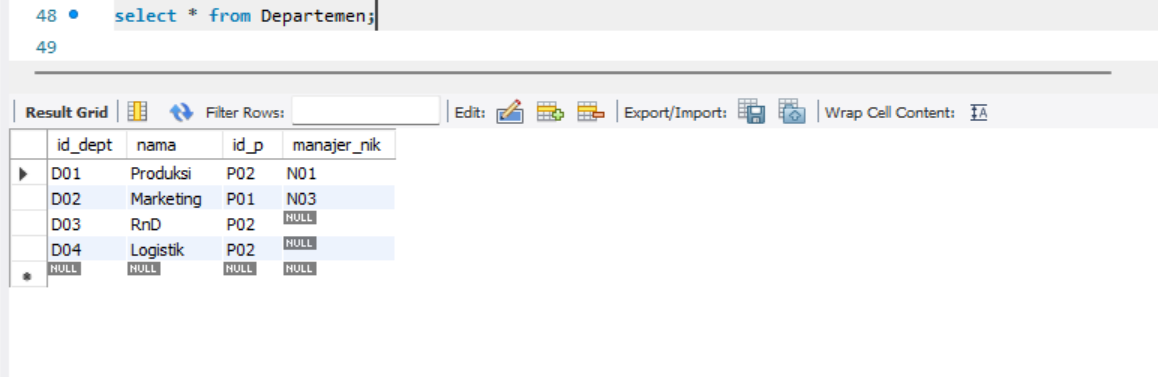 48 select * from Departemen;
49
Result Grid Filter Rows: Edit: Export/Import: Wrap Cell Content: IA
id_dept nama id_p manajer_nik
D01 Produksi P02 N01
D02 Marketing P01 N03
D03 RnD P02 NULL
D04 Logistik P02 NULL
NULL NULL NULL NULL